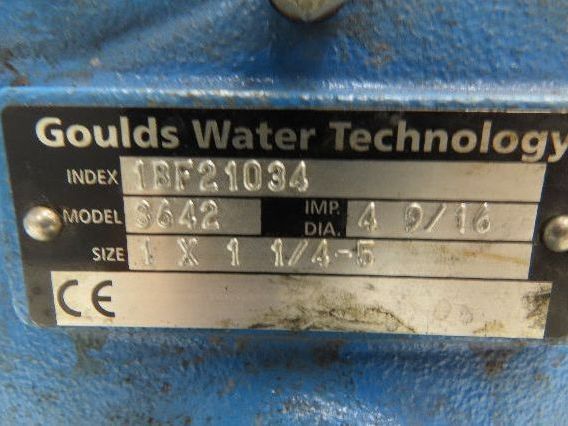 Goulds Water Technology
INDEX 1BF21034
MODEL 3642 IMP. DIA. 4 9/16
SIZE 1 X 1 1/4-5
CE